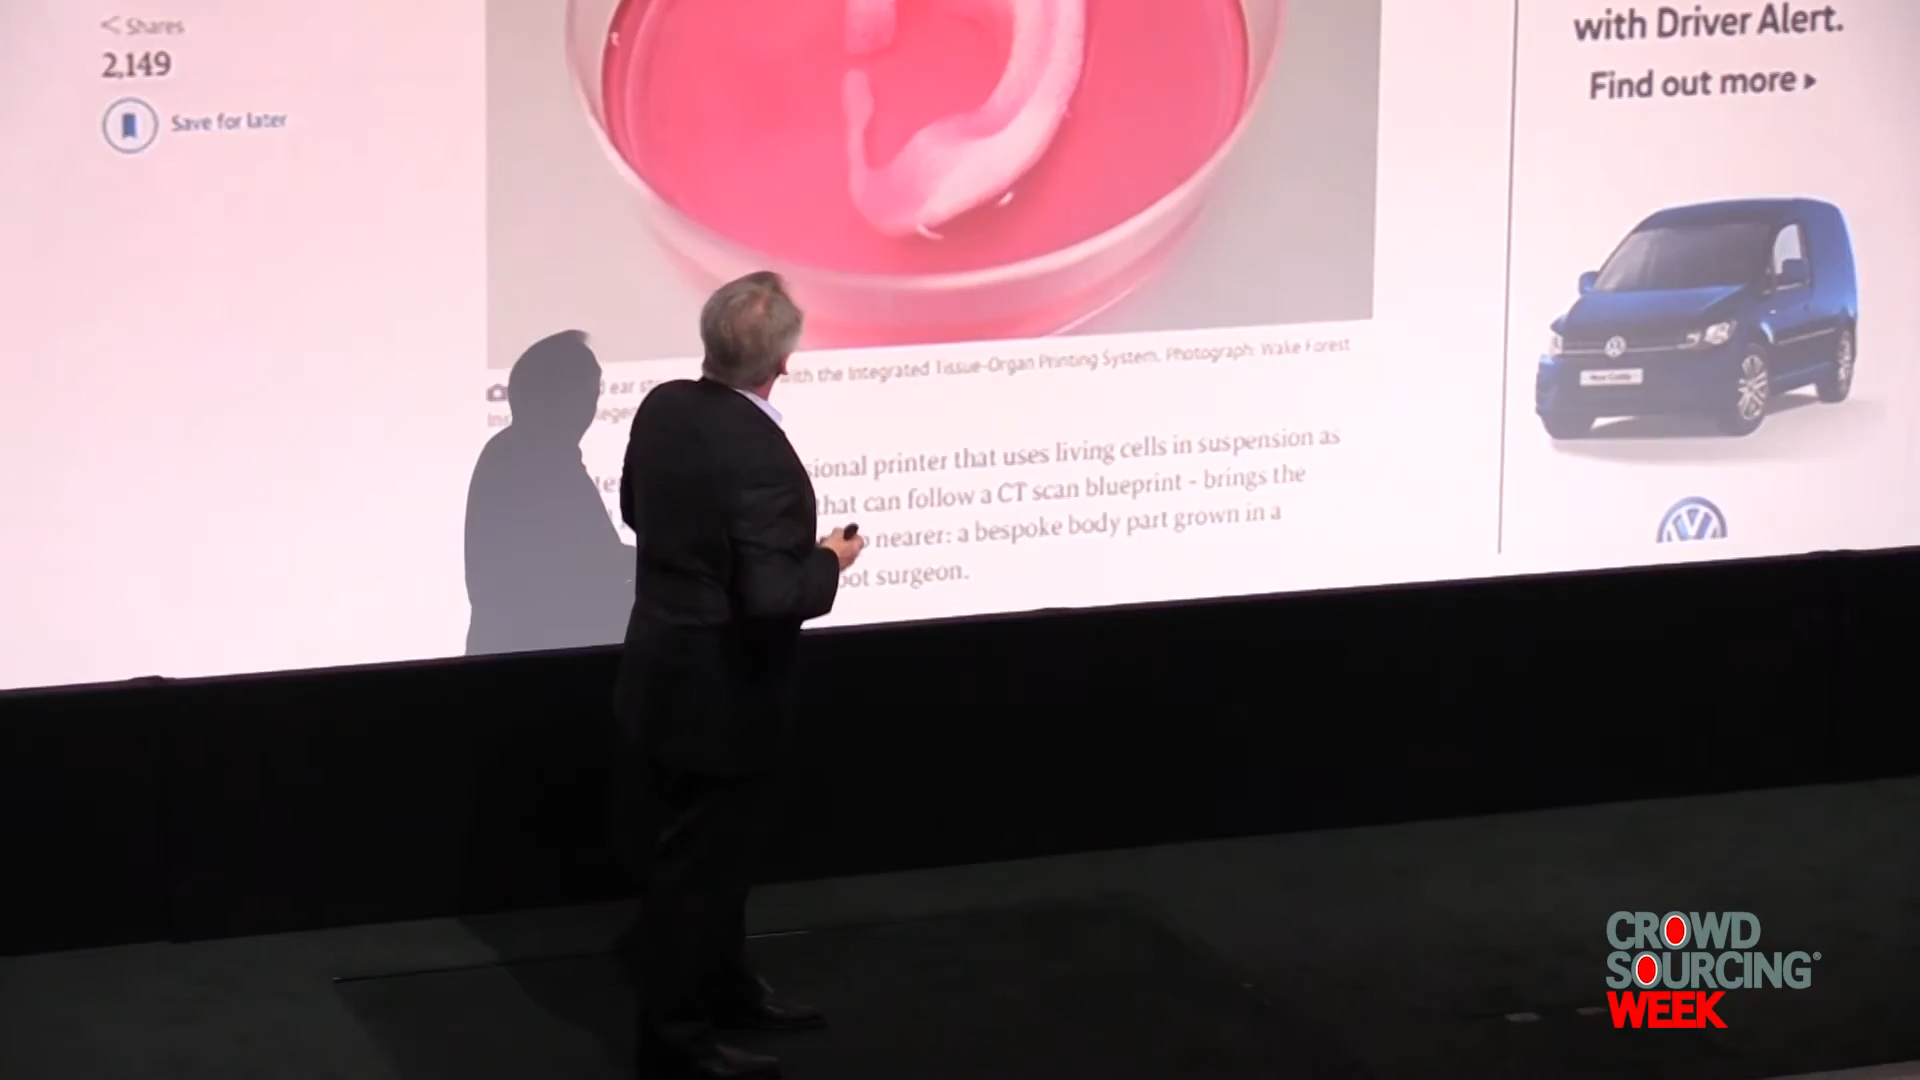 Shares
2,149
Save for later
ear
with the Integrated Tissue-Organ Printing System. Photograph: Wake Forest
printer that uses living cells in suspension as
that can follow a CT scan blueprint - brings the
nearer: a bespoke body part grown in a
surgeon.
with Driver Alert.
Find out more
CROWD
SOURCING®
WEEK